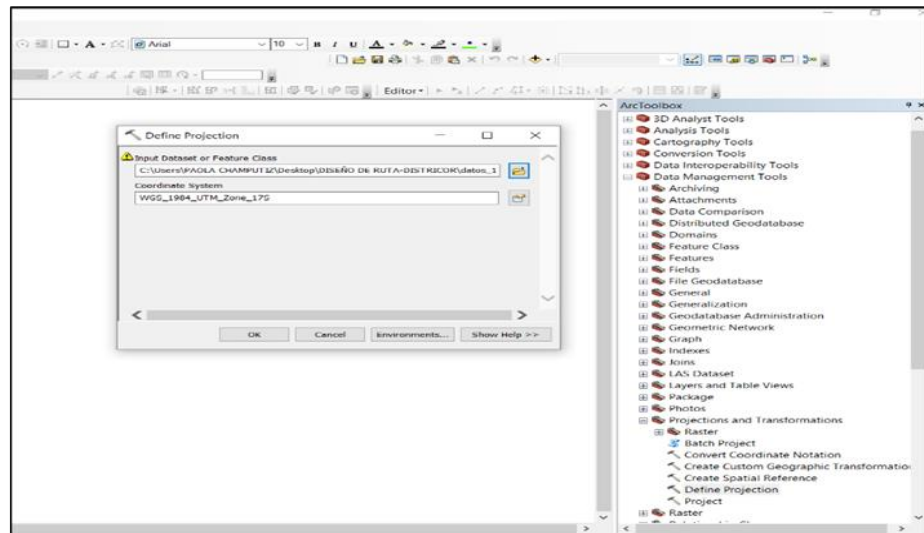 Arial
10
B I U A
Editor
ArcToolbox
3D Analyst Tools
Analysis Tools
Cartography Tools
Conversion Tools
Data Interoperability Tools
Data Management Tools
Archiving
Attachments
Data Comparison
Distributed Geodatabase
Domains
Feature Class
Features
Fields
File Geodatabase
General
Generalization
Geodatabase Administration
Geometric Network
Graph
Indexes
Joins
LAS Dataset
Layers and Table Views
Package
Photos
Projections and Transformations
Raster
Batch Project
Convert Coordinate Notation
Create Custom Geographic Transformatio
Create Spatial Reference
Define Projection
Project
Raster
Define Projection
Input Dataset or Feature Class
C:\Users\PAOLA CHAMPUTIZ\Desktop\DISEÑO DE RUTA-DISTRICOR\datos_1
Coordinate System
WGS_1984_UTM_Zone_17S
OK
Cancel
Environments...
Show Help >>